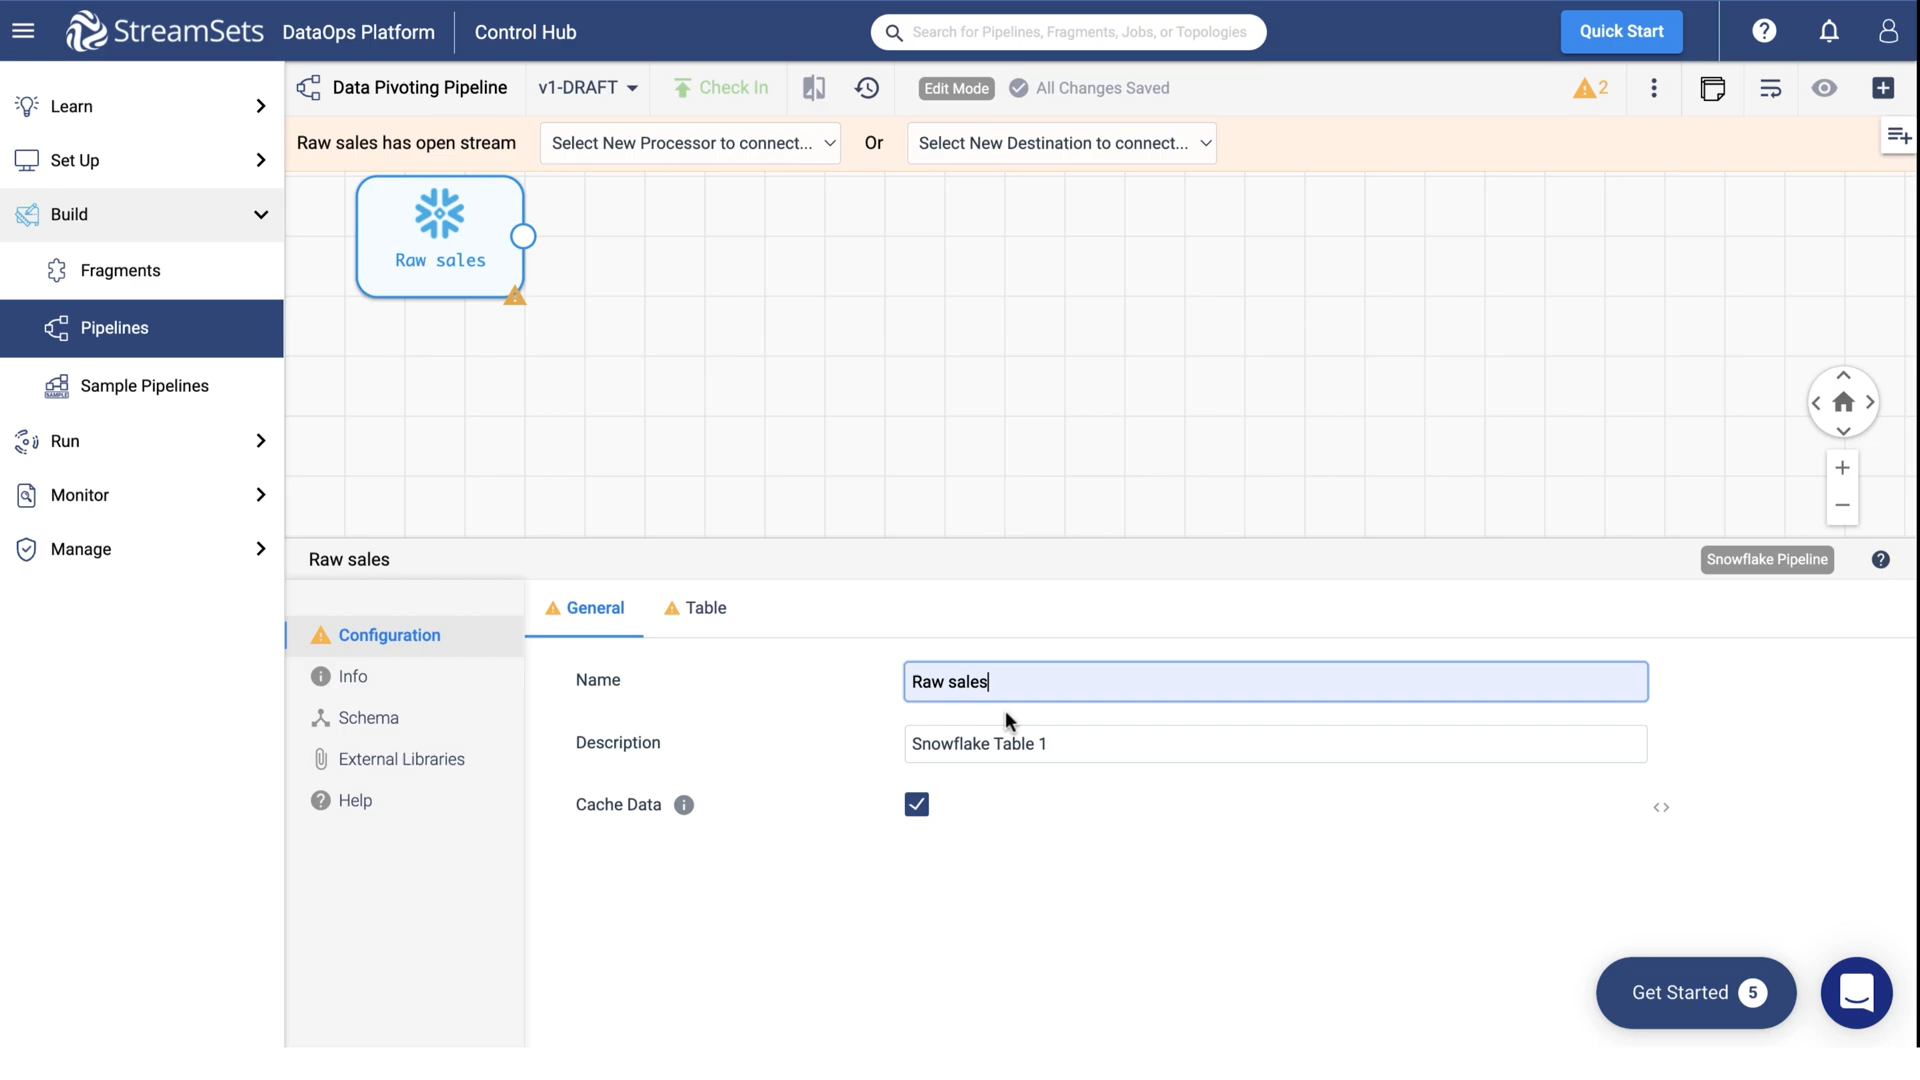 StreamSets DataOps Platform Control Hub Search for Pipelines, Fragments, Jobs, or Topologies Quick Start
Learn
Set Up
Build
Fragments
Pipelines
Sample Pipelines
SAMPLE
Run
Monitor
Manage
Data Pivoting Pipeline v1-DRAFT Check In Edit Mode All Changes Saved 2
Raw sales has open stream Select New Processor to connect... Or Select New Destination to connect...
Raw sales
Raw sales Snowflake Pipeline
Configuration
Info
Schema
External Libraries
Help
General Table
Name Raw sales
Description Snowflake Table 1
Cache Data
Get Started 5